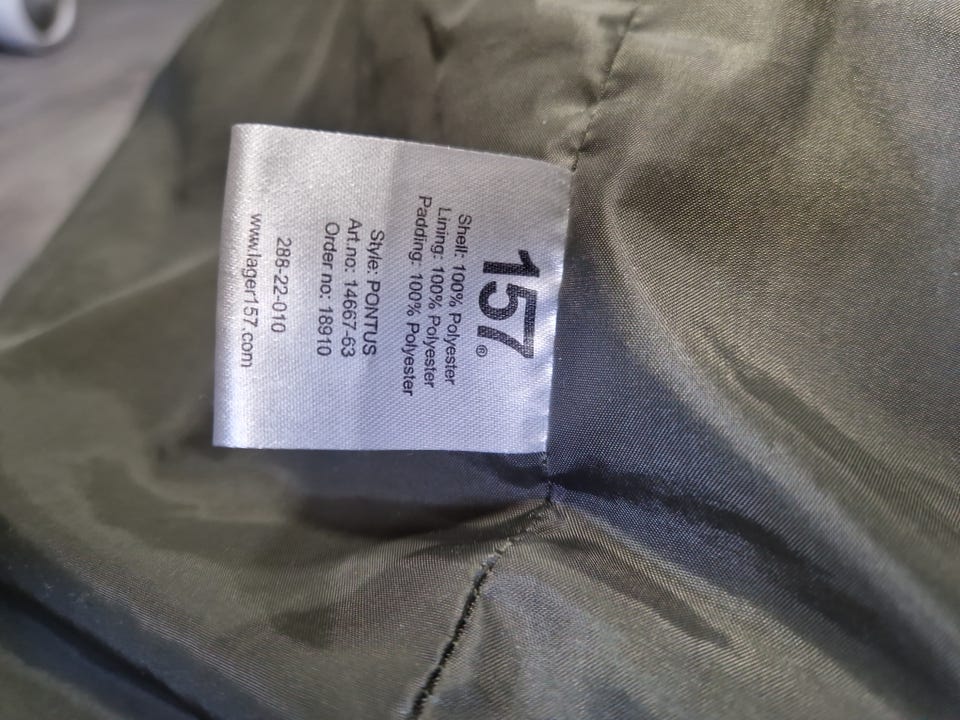 157®
Shell: 100% Polyester
Lining: 100% Polyester
Padding: 100% Polyester
Style: PONTUS
Art.no: 14667-63
Order no: 18910
288-22-010
www.lager157.com